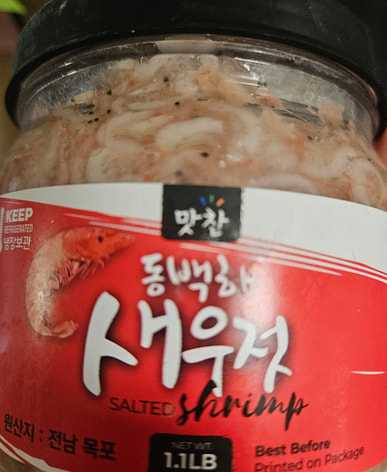 맛찬
KEEP
REFRIGERATED
냉장보관
동백하
새우젓
SALTED shrimp
원산지 : 전남 목포
NET WT.
1.1LB
Best Before
Printed on Package